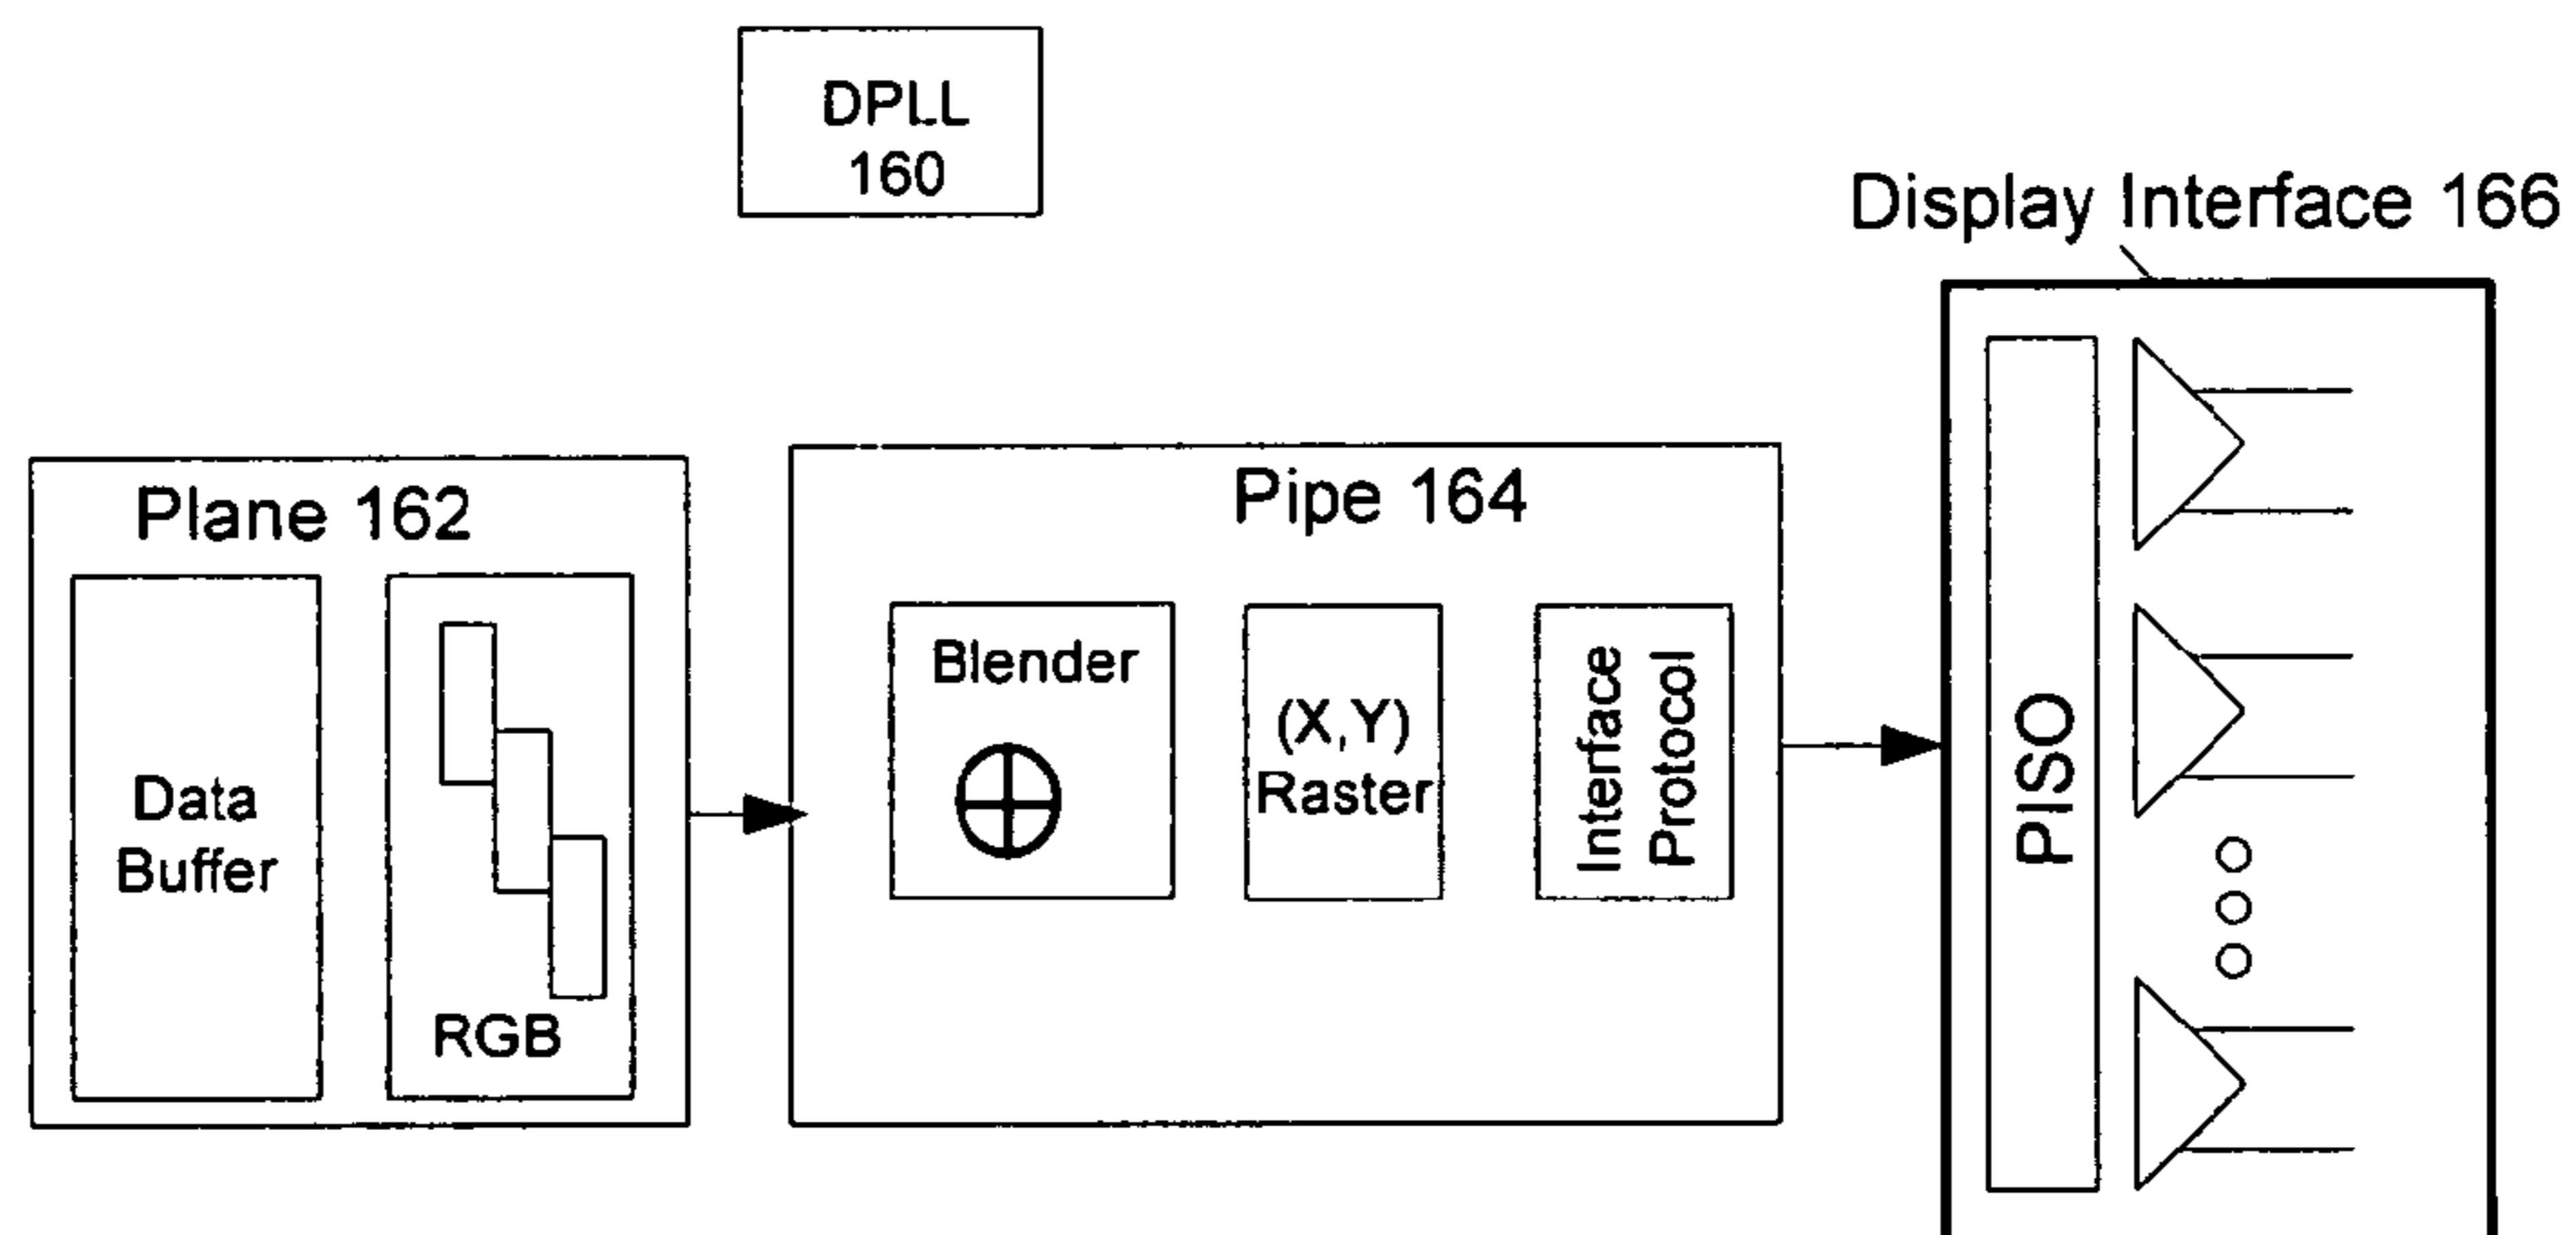 DPLL
160
Display Interface 166
Plane 162
Data
Buffer
RGB
Pipe 164
Blender
(X,Y)
Raster
Interface
Protocol
PISO